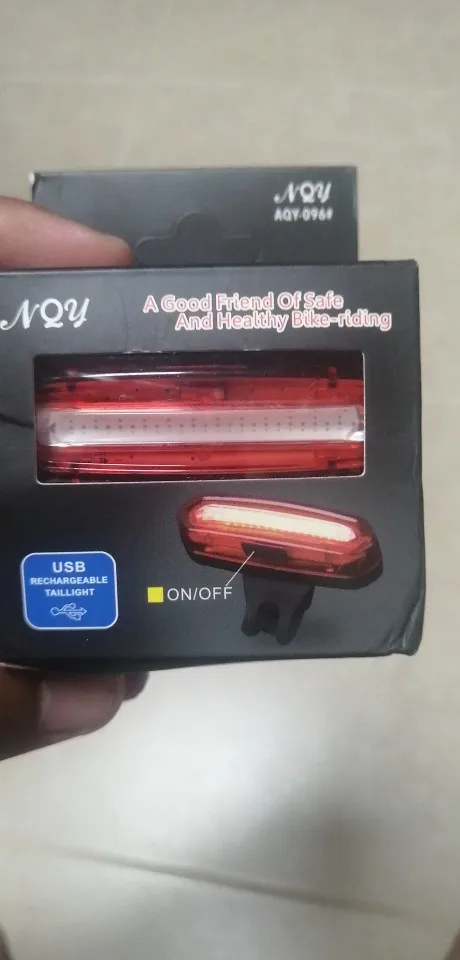 NQY
AQY-096#
NQY
A Good Friend Of Safe
And Healthy Bike-riding
USB
RECHARGEABLE
TAILLIGHT
ON/OFF